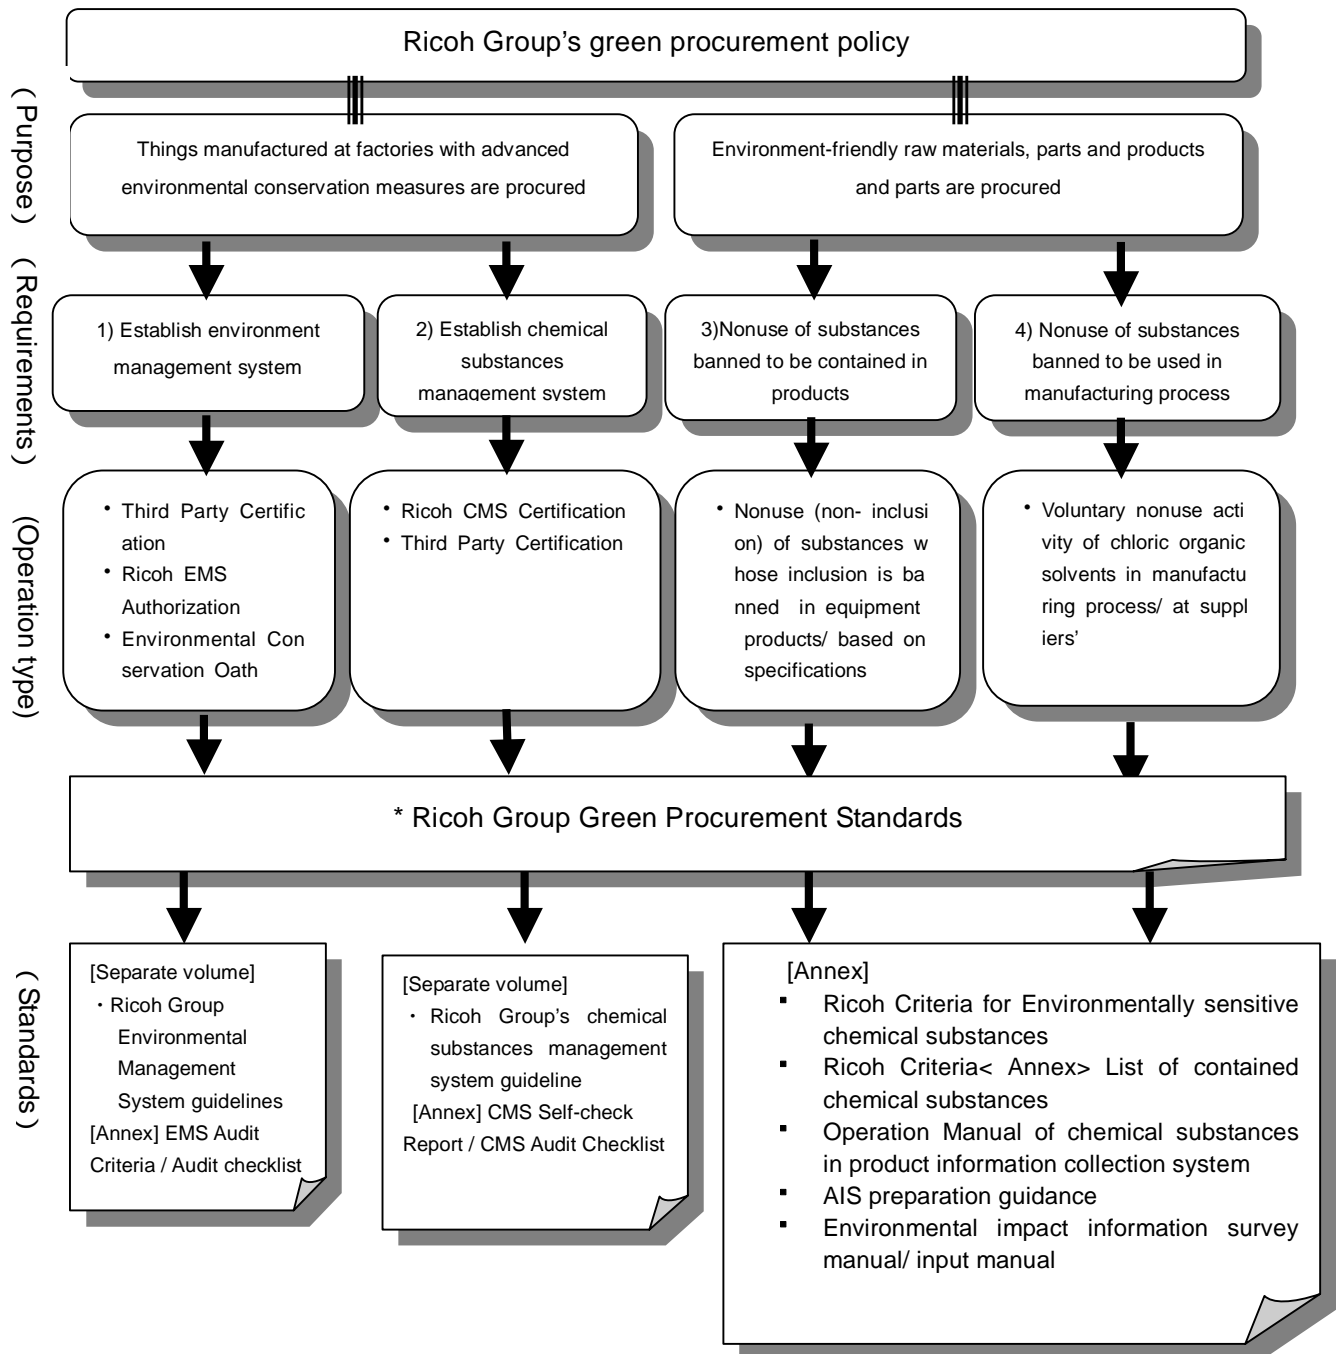 Ricoh Group's green procurement policy
(Purpose)
Things manufactured at factories with advanced
environmental conservation measures are procured
Environment-friendly raw materials, parts and products
and parts are procured
(Requirements)
1) Establish environment
management system
2) Establish chemical
substances
management system
3)Nonuse of substances
banned to be contained in
products
4) Nonuse of substances
banned to be used in
manufacturing process
(Operation type)
・Third Party Certific
ation
・Ricoh EMS
Authorization
・Environmental Con
servation Oath
・Ricoh CMS Certification
・Third Party Certification
・Nonuse (non- inclusi
on) of substances w
hose inclusion is ba
nned in equipment
products/ based on
specifications
・Voluntary nonuse acti
vity of chloric organic
solvents in manufactu
ring process/ at suppl
iers'
* Ricoh Group Green Procurement Standards
(Standards)
[Separate volume]
・Ricoh Group
Environmental
Management
System guidelines
[Annex] EMS Audit
Criteria / Audit checklist
[Separate volume]
・Ricoh Group's chemical
substances management
system guideline
[Annex] CMS Self-check
Report / CMS Audit Checklist
[Annex]
▪ Ricoh Criteria for Environmentally sensitive
chemical substances
▪ Ricoh Criteria< Annex> List of contained
chemical substances
▪ Operation Manual of chemical substances
in product information collection system
▪ AIS preparation guidance
▪ Environmental impact information survey
manual/ input manual